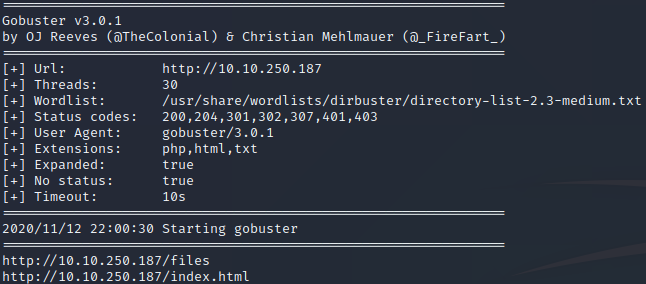 ===============================================================
Gobuster v3.0.1
by OJ Reeves (@TheColonial) & Christian Mehlmauer (@_FireFart_)
===============================================================
[+] Url:            http://10.10.250.187
[+] Threads:        30
[+] Wordlist:       /usr/share/wordlists/dirbuster/directory-list-2.3-medium.txt
[+] Status codes:   200,204,301,302,307,401,403
[+] User Agent:     gobuster/3.0.1
[+] Extensions:     php,html,txt
[+] Expanded:       true
[+] No status:      true
[+] Timeout:        10s
===============================================================
2020/11/12 22:00:30 Starting gobuster
===============================================================
http://10.10.250.187/files
http://10.10.250.187/index.html